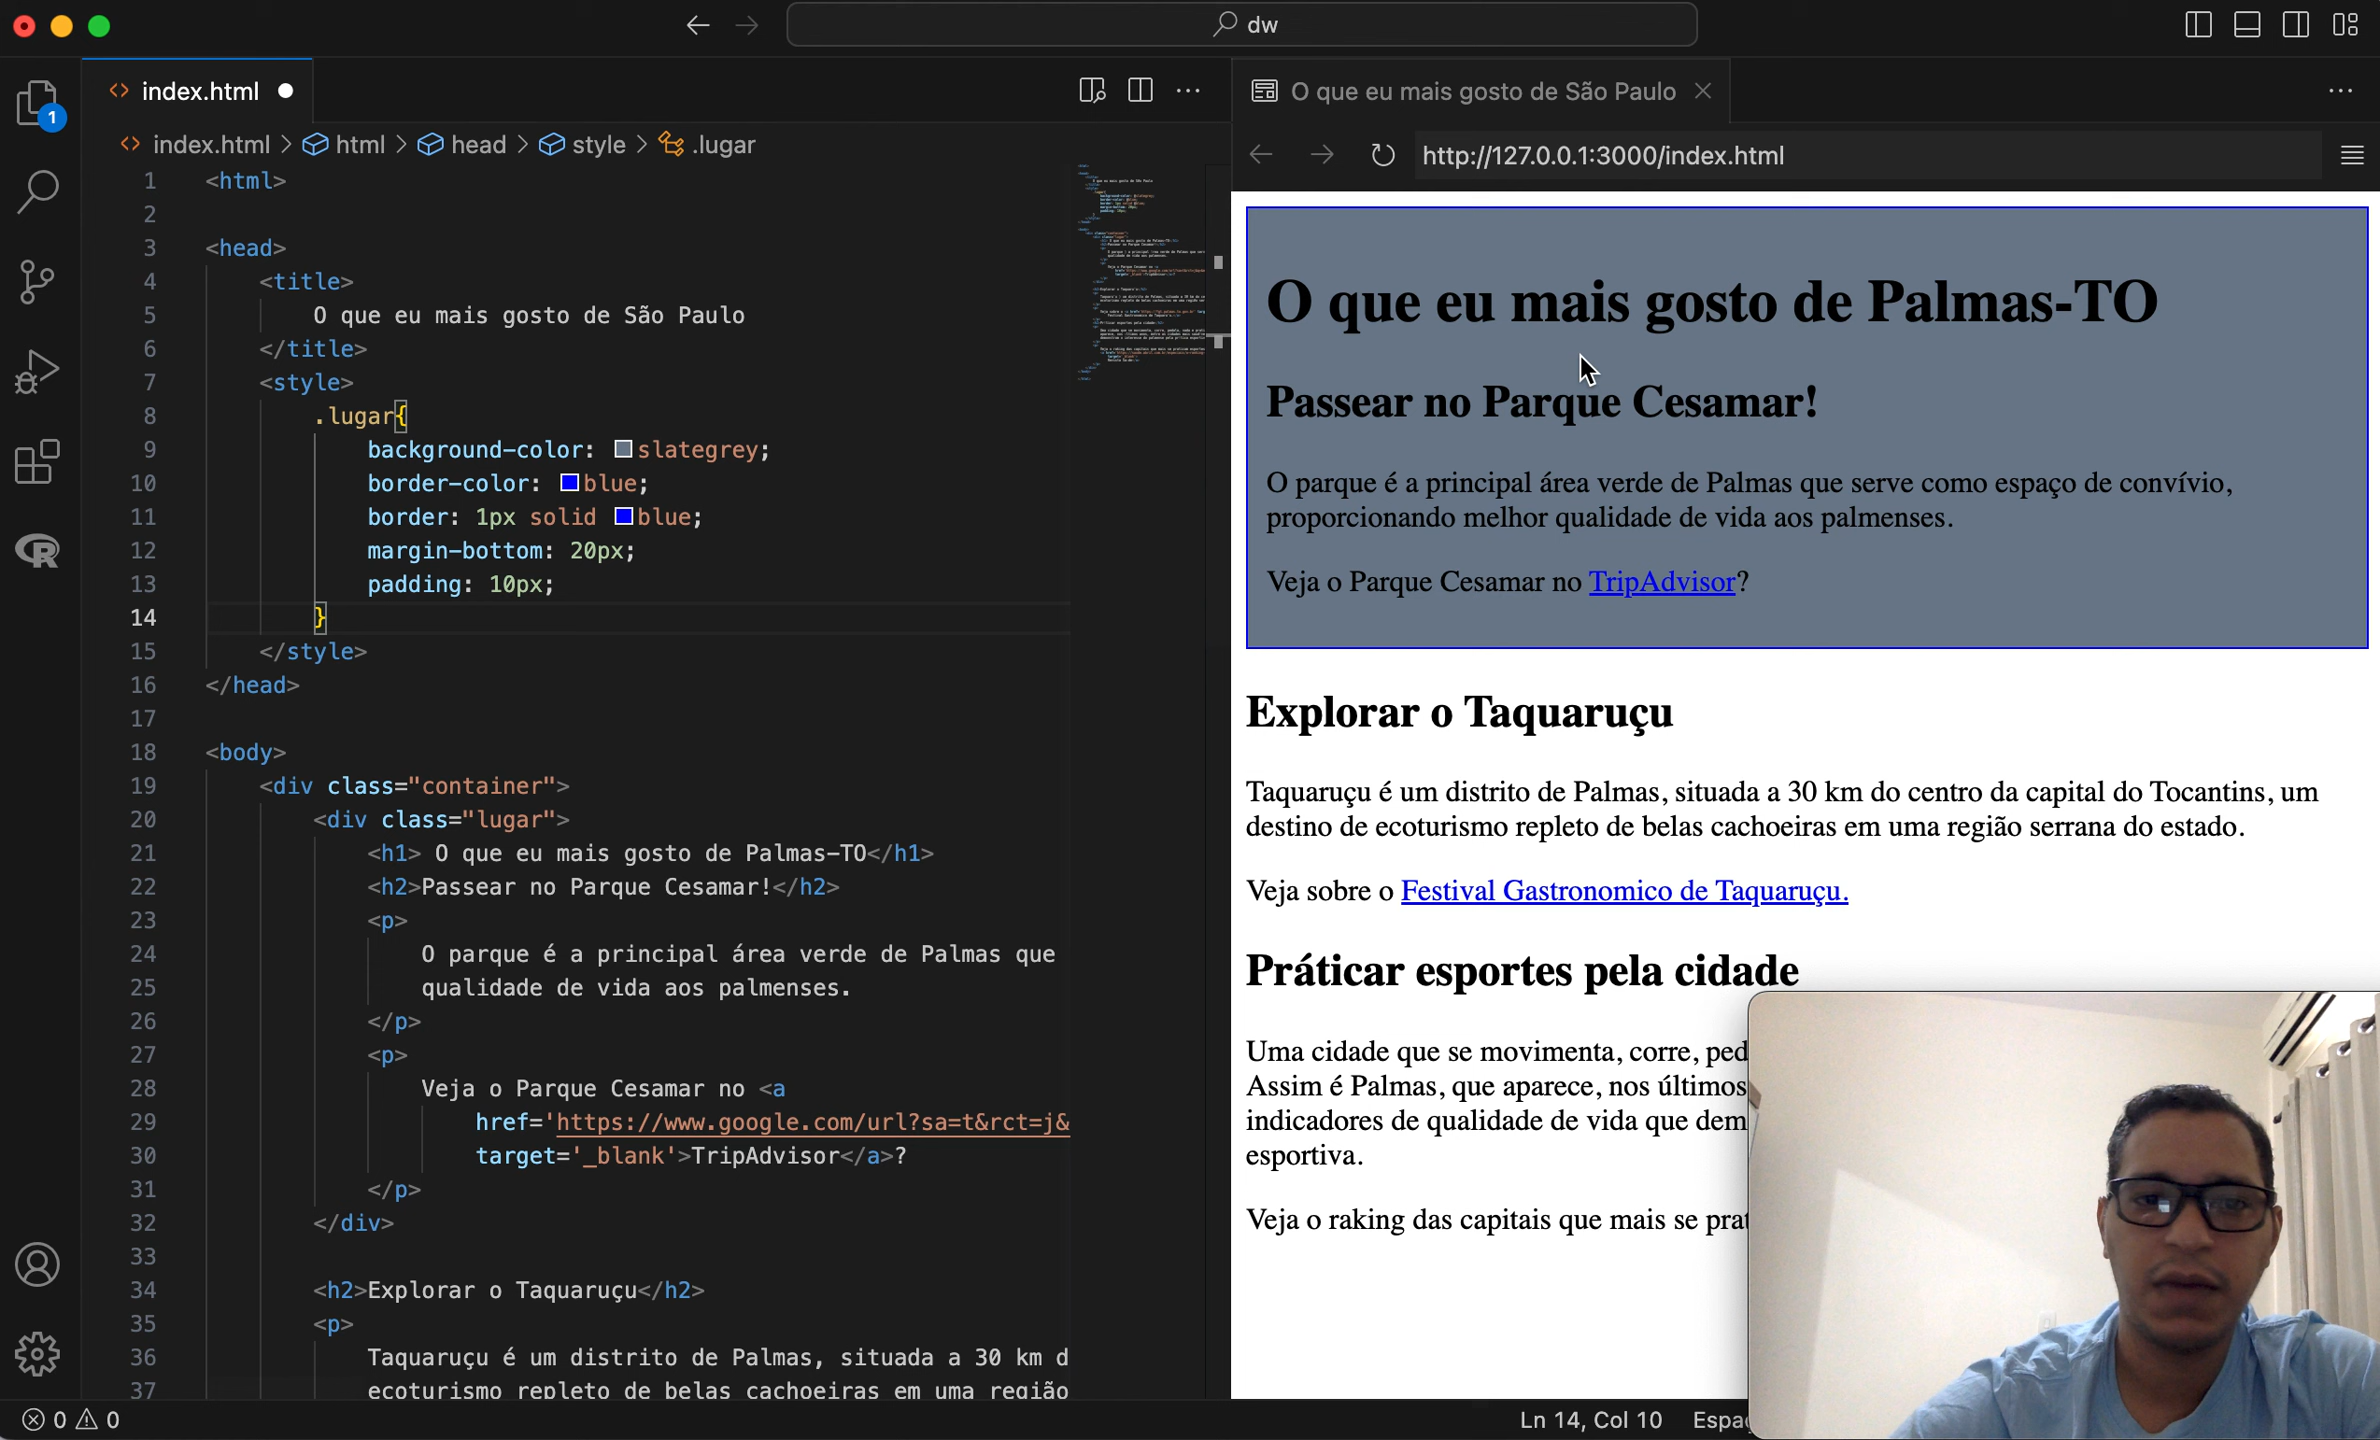 dw
index.html
O que eu mais gosto de São Paulo
1
index.html > html > head > style > .lugar
http://127.0.0.1:3000/index.html
1 <html>
2
3 <head>
4 <title>
5 O que eu mais gosto de São Paulo
6 </title>
7 <style>
8 .lugar{
9 background-color: slategrey;
10 border-color: blue;
11 border: 1px solid blue;
12 margin-bottom: 20px;
13 padding: 10px;
14 }
15 </style>
16 </head>
17
18 <body>
19 <div class="container">
20 <div class="lugar">
21 <h1> O que eu mais gosto de Palmas-TO</h1>
22 <h2>Passear no Parque Cesamar!</h2>
23 <p>
24 O parque é a principal área verde de Palmas que
25 qualidade de vida aos palmenses.
26 </p>
27 <p>
28 Veja o Parque Cesamar no <a
29 href='https://www.google.com/url?sa=t&rct=j&
30 target='_blank'>TripAdvisor</a>?
31 </p>
32 </div>
33
34 <h2>Explorar o Taquaruçu</h2>
35 <p>
36 Taquaruçu é um distrito de Palmas, situada a 30 km d
37 ecoturismo repleto de belas cachoeiras em uma região
O que eu mais gosto de Palmas-TO
Passear no Parque Cesamar!
O parque é a principal área verde de Palmas que serve como espaço de convívio,
proporcionando melhor qualidade de vida aos palmenses.
Veja o Parque Cesamar no TripAdvisor?
Explorar o Taquaruçu
Taquaruçu é um distrito de Palmas, situada a 30 km do centro da capital do Tocantins, um
destino de ecoturismo repleto de belas cachoeiras em uma região serrana do estado.
Veja sobre o Festival Gastronomico de Taquaruçu.
Práticar esportes pela cidade
Uma cidade que se movimenta, corre, ped
Assim é Palmas, que aparece, nos últimos
indicadores de qualidade de vida que dem
esportiva.
Veja o raking das capitais que mais se prat
0 0
Ln 14, Col 10 Espaç